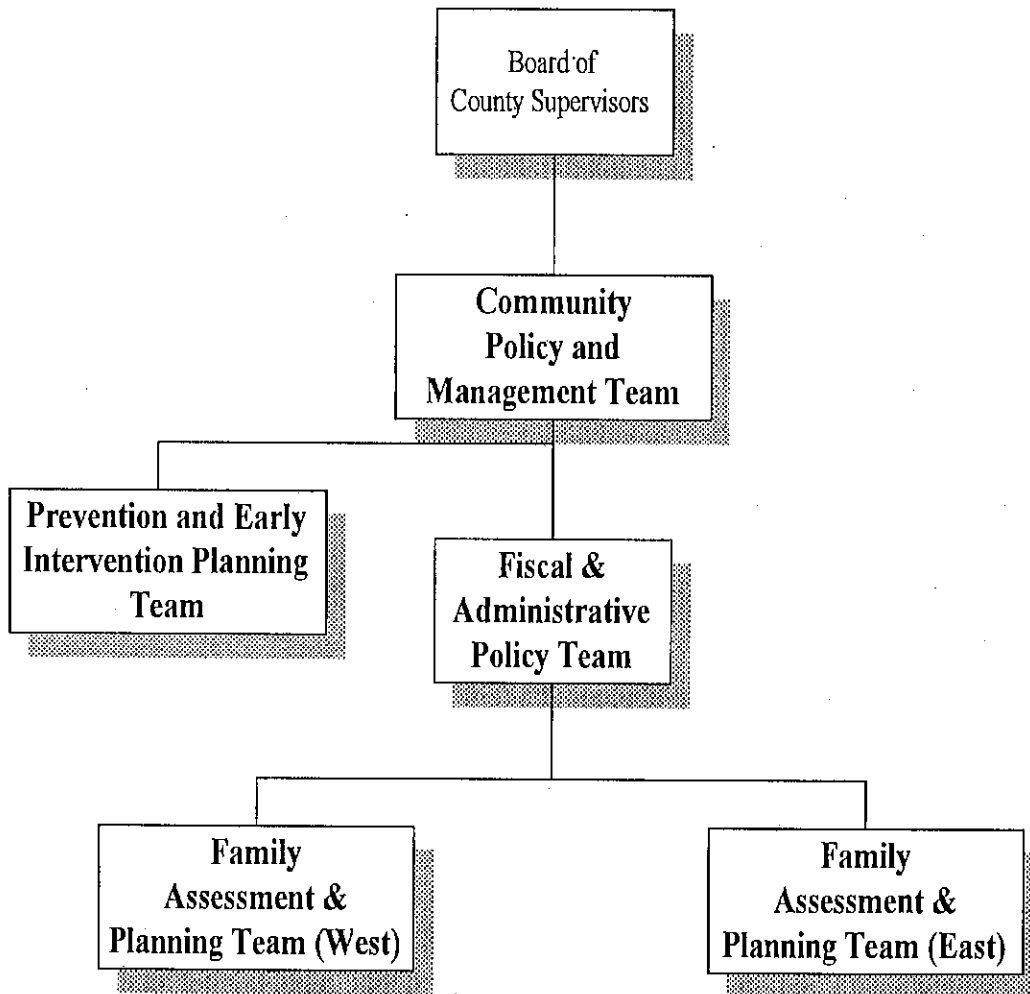 Board of
County Supervisors
Community
Policy and
Management Team
Prevention and Early
Intervention Planning
Team
Fiscal &
Administrative
Policy Team
Family
Assessment &
Planning Team (West)
Family
Assessment &
Planning Team (East)